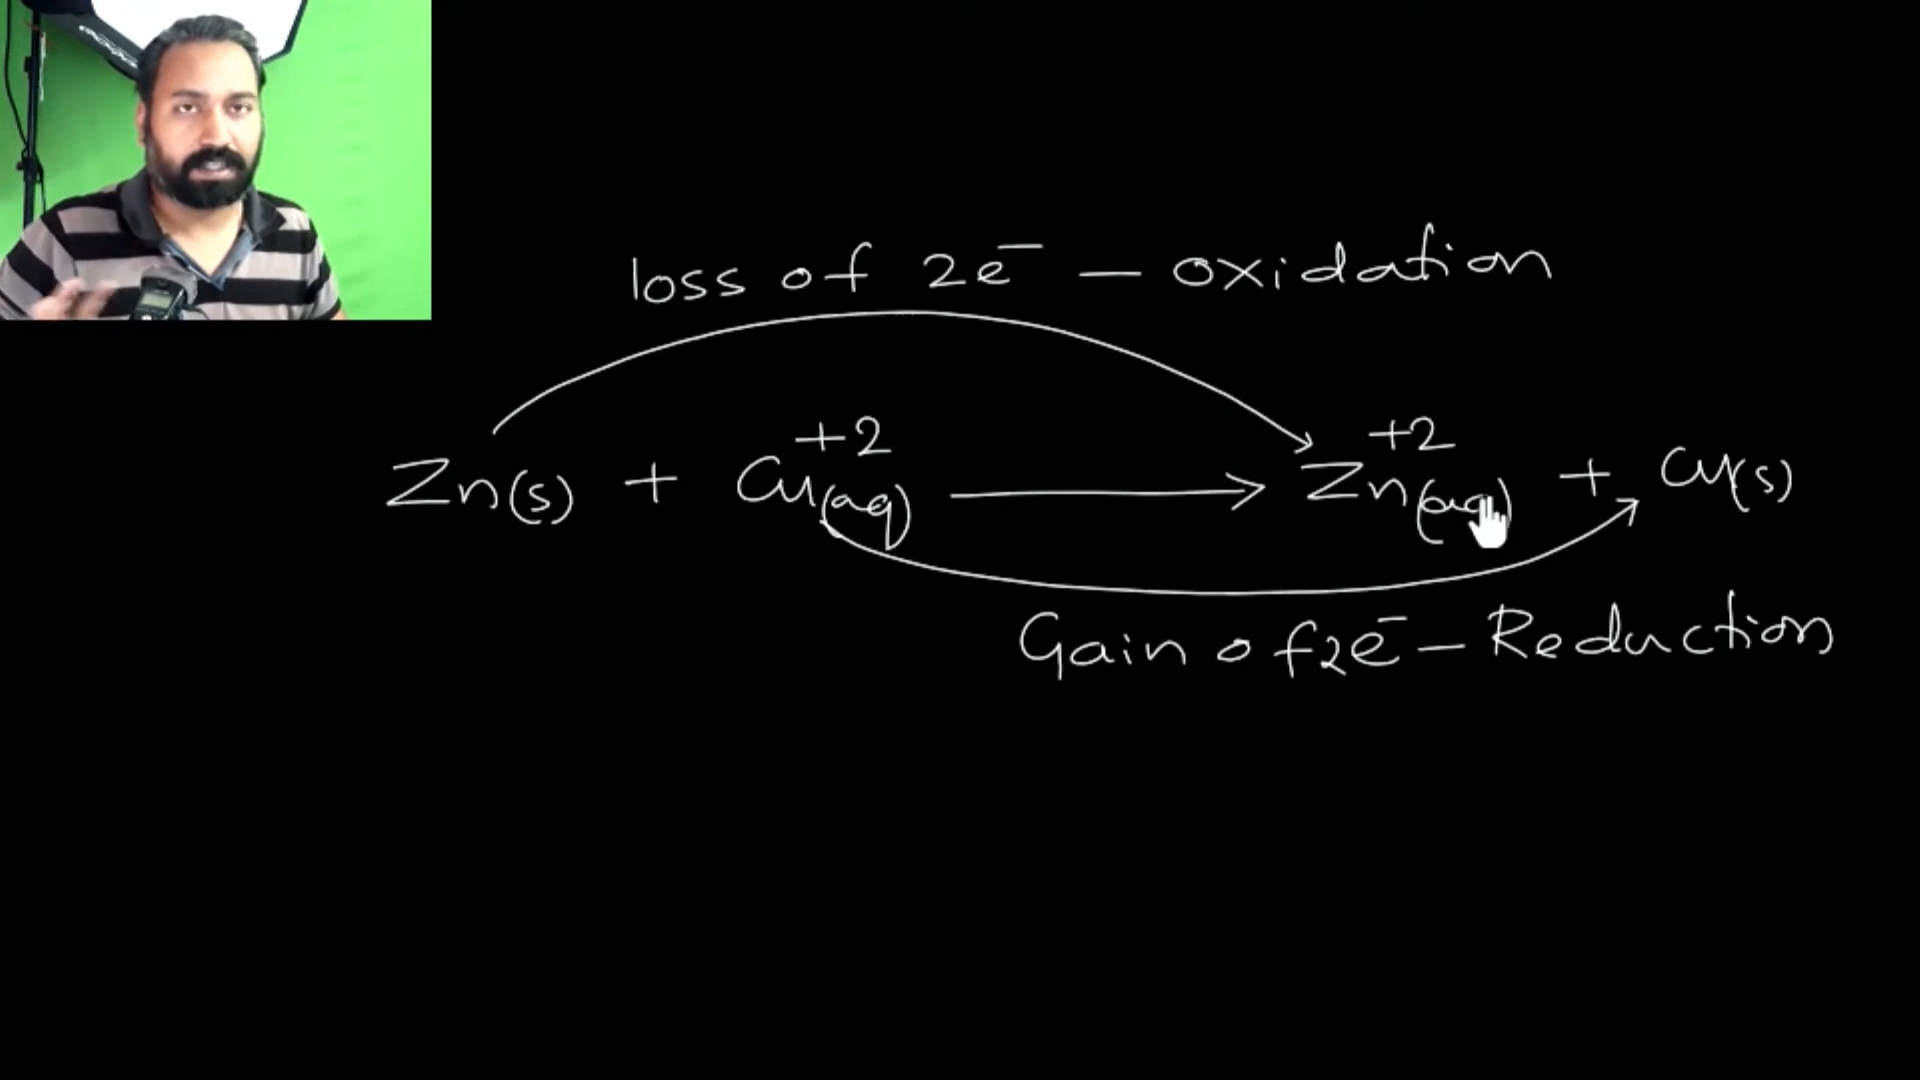 loss of 2e⁻ – oxidation
Zn(s) + Cu⁺²(aq) ⟶ Zn⁺²(aq) + Cu(s)
Gain of 2e⁻ – Reduction